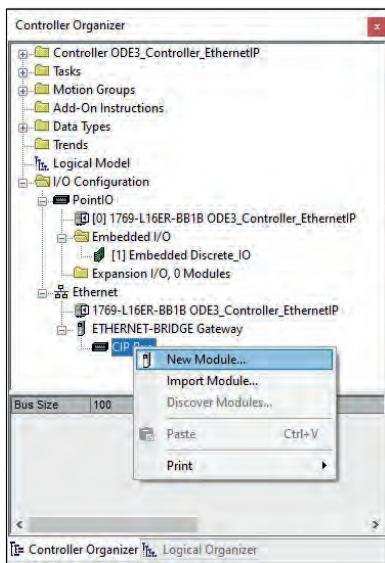 Controller Organizer
x
Controller ODE3_Controller_EthernetIP
Tasks
Motion Groups
Add-On Instructions
Data Types
Trends
Logical Model
I/O Configuration
PointIO
[0] 1769-L16ER-BB1B ODE3_Controller_EthernetIP
Embedded I/O
[1] Embedded Discrete_IO
Expansion I/O, 0 Modules
Ethernet
1769-L16ER-BB1B ODE3_Controller_EthernetIP
ETHERNET-BRIDGE Gateway
CIP
New Module...
Import Module...
Discover Modules...
Bus Size 100
Paste Ctrl+V
Print
Controller Organizer Logical Organizer